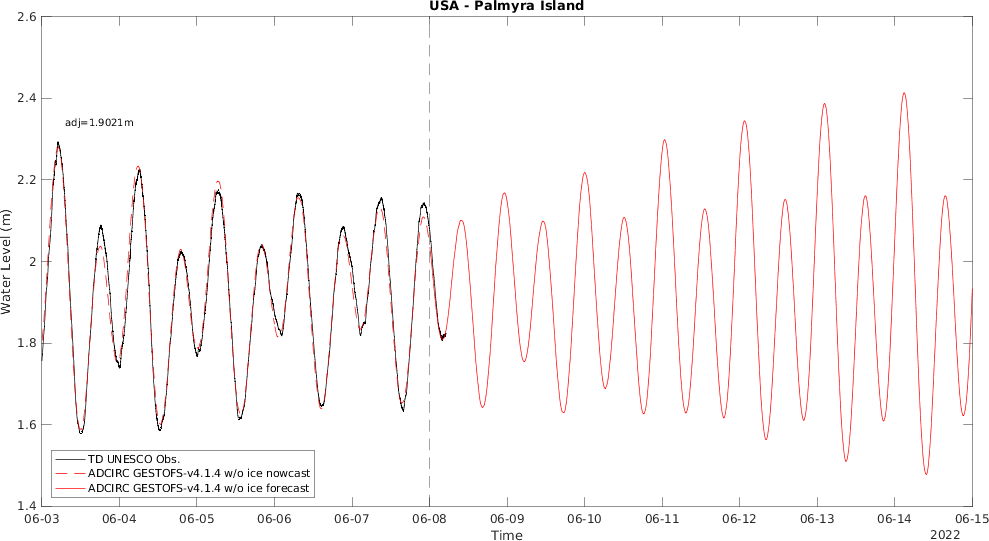 USA - Palmyra Island
2.6
2.4
2.2
2
1.8
1.6
1.4
Water Level (m)
adj=1.9021m
TD UNESCO Obs.
ADCIRC GESTOFS-v4.1.4 w/o ice nowcast
ADCIRC GESTOFS-v4.1.4 w/o ice forecast
06-03 06-04 06-05 06-06 06-07 06-08 06-09 06-10 06-11 06-12 06-13 06-14 06-15
Time
2022